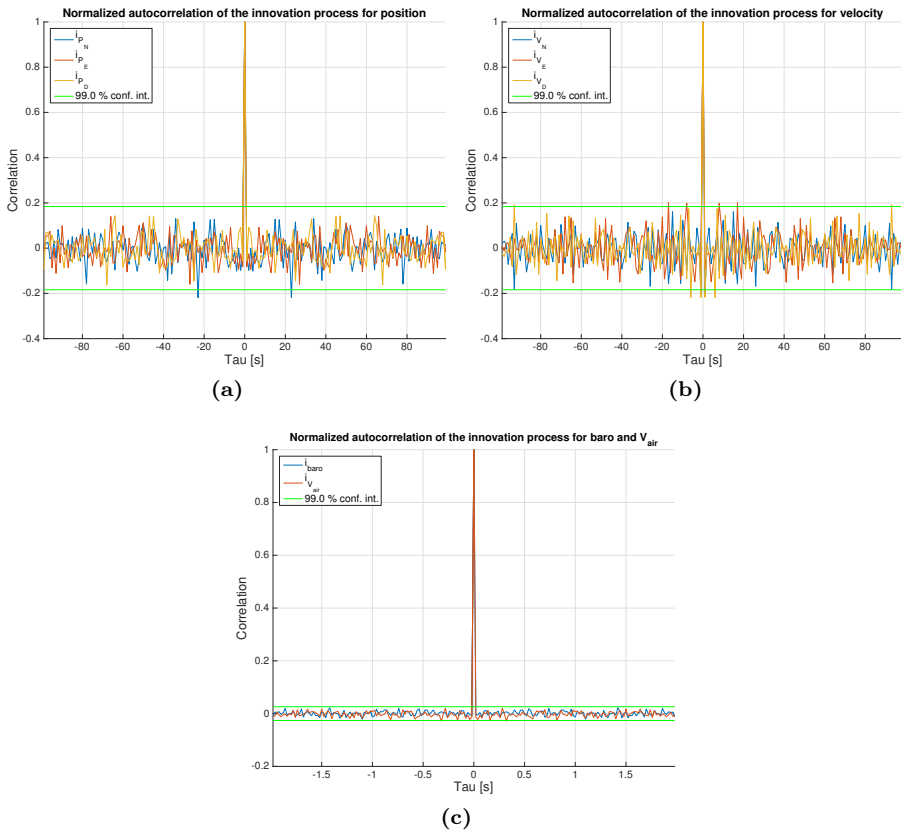 Normalized autocorrelation of the innovation process for position
i_{P_N}
i_{P_E}
i_{P_D}
99.0 % conf. int.
1
0.8
0.6
0.4
0.2
0
-0.2
-0.4
Correlation
-80 -60 -40 -20 0 20 40 60 80
Tau [s]
(a)
Normalized autocorrelation of the innovation process for velocity
i_{V_N}
i_{V_E}
i_{V_D}
99.0 % conf. int.
1
0.8
0.6
0.4
0.2
0
-0.2
-0.4
Correlation
-80 -60 -40 -20 0 20 40 60 80
Tau [s]
(b)
Normalized autocorrelation of the innovation process for baro and V_{air}
i_{baro}
i_{V_{air}}
99.0 % conf. int.
1
0.8
0.6
0.4
0.2
0
-0.2
Correlation
-1.5 -1 -0.5 0 0.5 1 1.5
Tau [s]
(c)